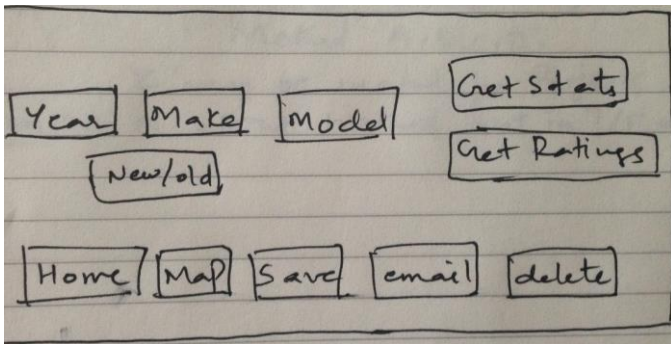 Get Stats
Year Make Model
Get Ratings
New/old
Home Map Save email delete